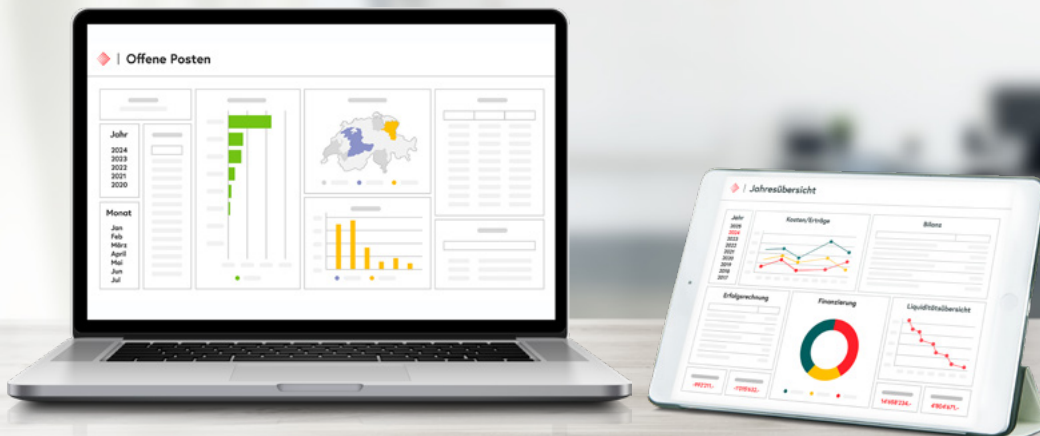 | Offene Posten
Jahr
2024
2023
2022
2021
2020
Monat
Jan
Feb
März
April
Mai
Jun
Jul
| Jahresübersicht
Jahr
2025
2024
2023
2022
2021
2020
2019
2018
2017
Kosten/Erträge
Bilanz
Erfolgsrechnung
Finanzierung
Liquiditätsübersicht